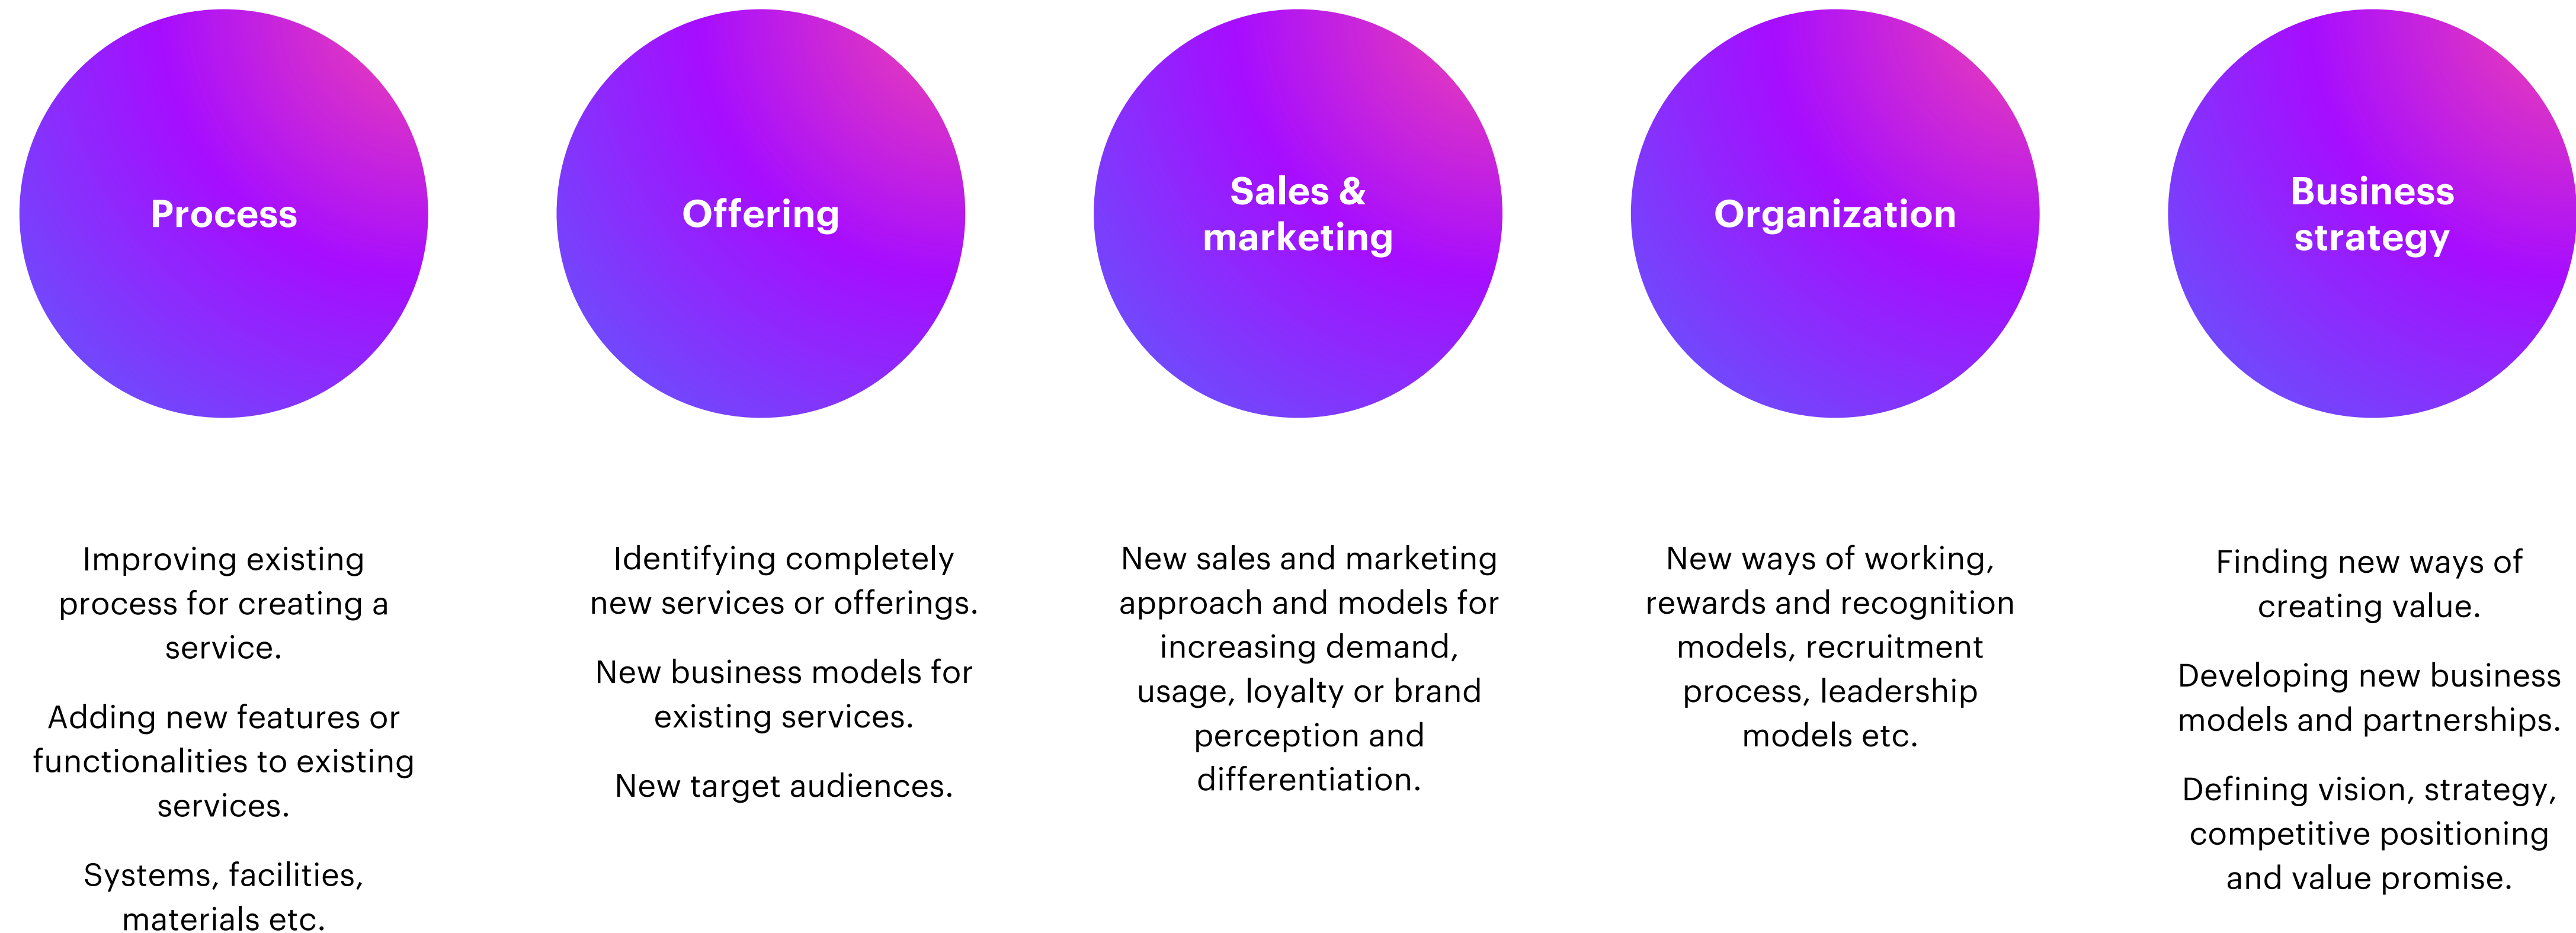 Process
Improving existing
process for creating a
service.
Adding new features or
functionalities to existing
services.
Systems, facilities,
materials etc.
Offering
Identifying completely
new services or offerings.
New business models for
existing services.
New target audiences.
Sales &
marketing
New sales and marketing
approach and models for
increasing demand,
usage, loyalty or brand
perception and
differentiation.
Organization
New ways of working,
rewards and recognition
models, recruitment
process, leadership
models etc.
Business
strategy
Finding new ways of
creating value.
Developing new business
models and partnerships.
Defining vision, strategy,
competitive positioning
and value promise.